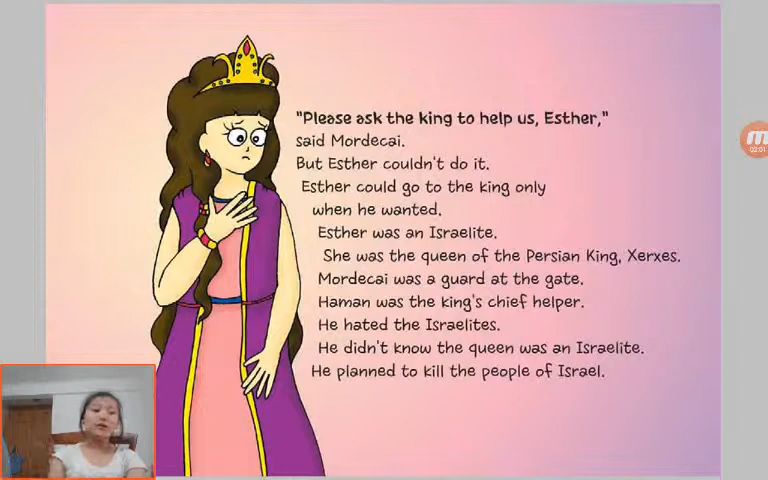 "Please ask the king to help us, Esther,"
said Mordecai.
But Esther couldn't do it.
Esther could go to the king only
when he wanted.
Esther was an Israelite.
She was the queen of the Persian King, Xerxes.
Mordecai was a guard at the gate.
Haman was the king's chief helper.
He hated the Israelites.
He didn't know the queen was an Israelite.
He planned to kill the people of Israel.
M
02:01